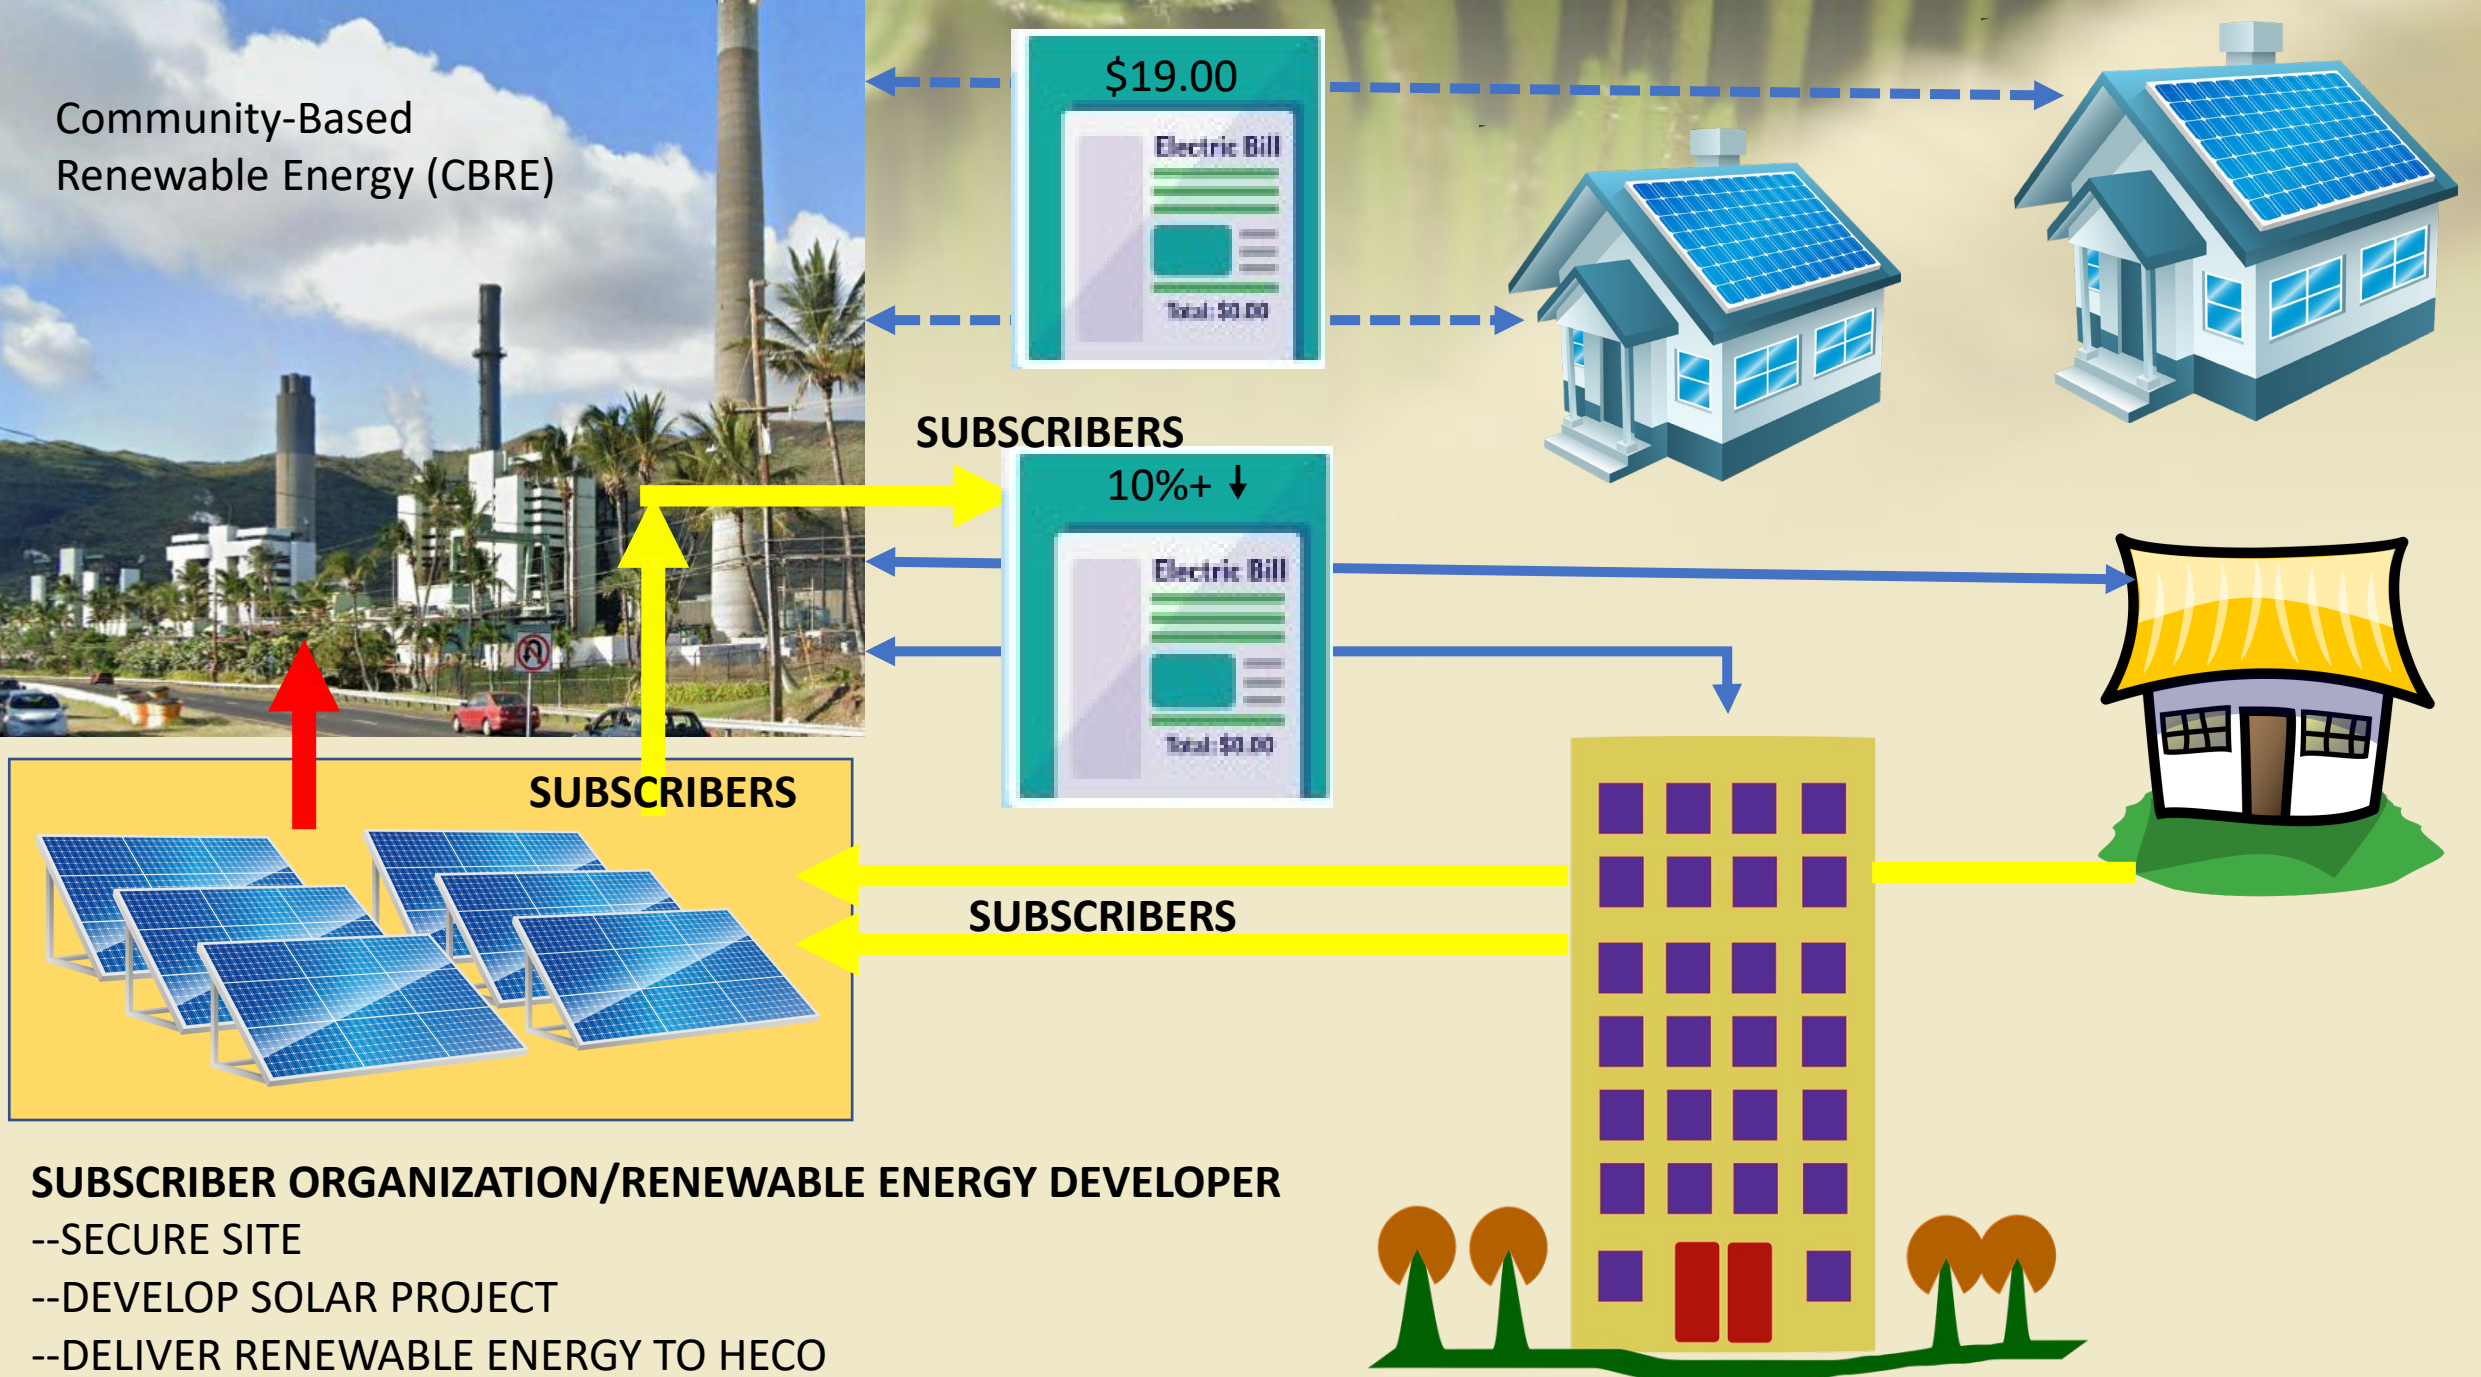 Community-Based
Renewable Energy (CBRE)
$19.00
Electric Bill
Total: $0.00
SUBSCRIBERS
10%+
Electric Bill
Total: $0.00
SUBSCRIBERS
SUBSCRIBERS
SUBSCRIBER ORGANIZATION/RENEWABLE ENERGY DEVELOPER
--SECURE SITE
--DEVELOP SOLAR PROJECT
--DELIVER RENEWABLE ENERGY TO HECO